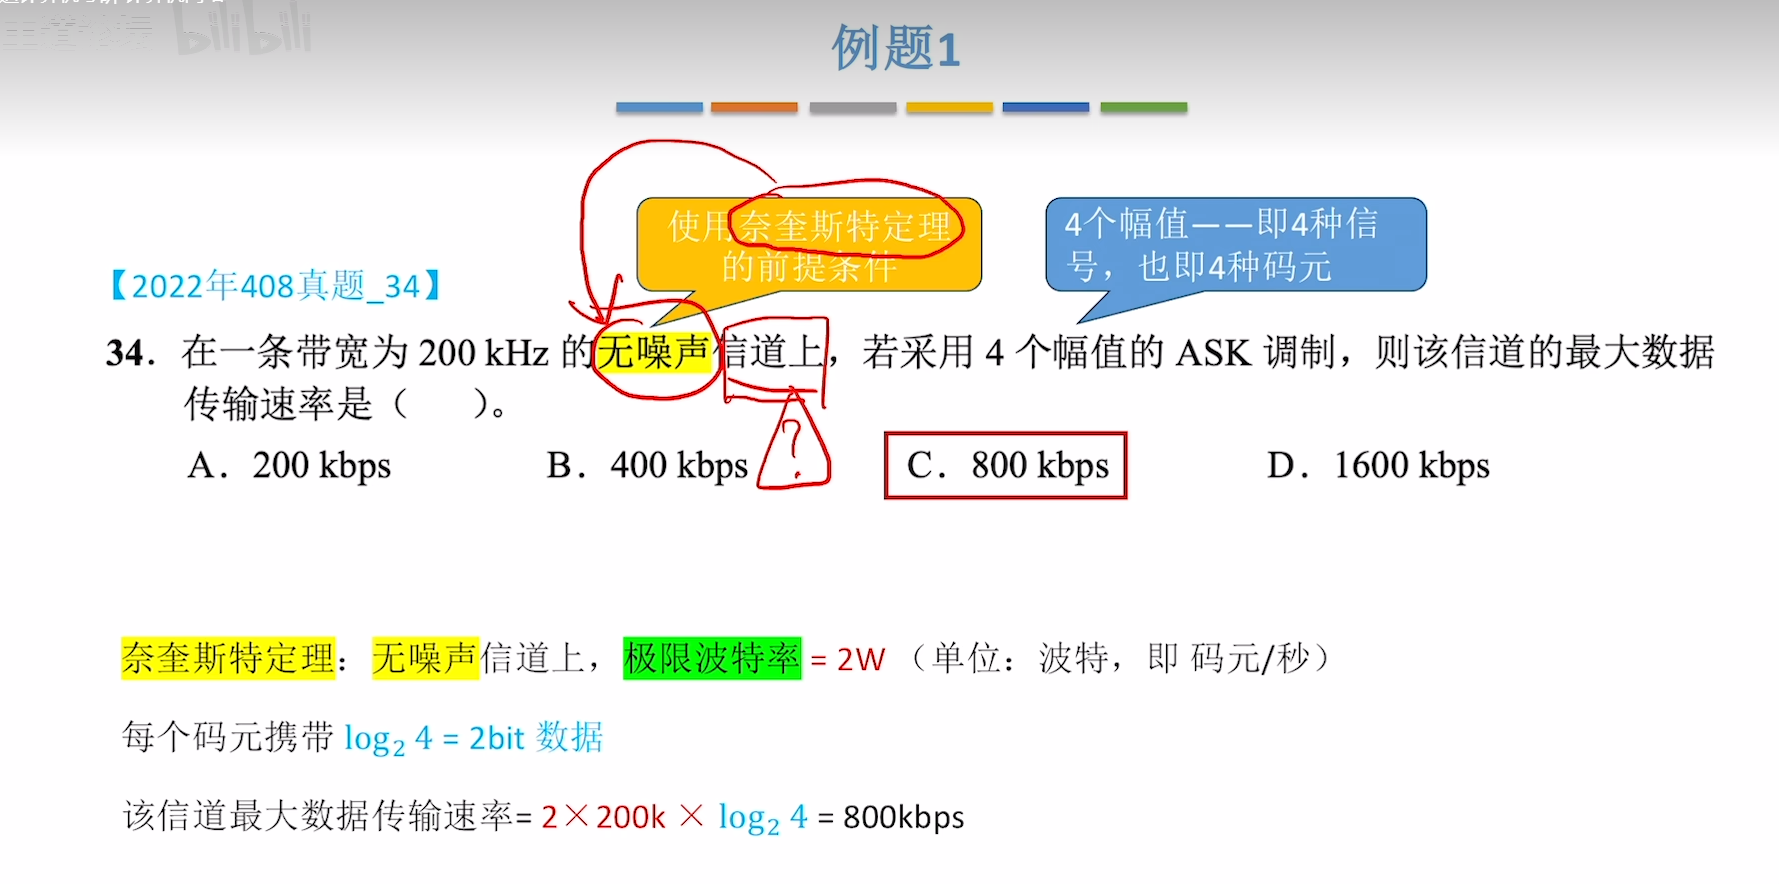 bilibili
例题1
使用奈奎斯特定理
的前提条件
4个幅值——即4种信
号，也即4种码元
【2022年408真题_34】
34. 在一条带宽为 200 kHz 的无噪声信道上，若采用 4 个幅值的 ASK 调制，则该信道的最大数据
传输速率是（　　）。
?
A. 200 kbps B. 400 kbps C. 800 kbps D. 1600 kbps
奈奎斯特定理：无噪声信道上，极限波特率 = 2W （单位：波特，即 码元/秒）
每个码元携带 log₂ 4 = 2bit 数据
该信道最大数据传输速率= 2×200k × log₂ 4 = 800kbps